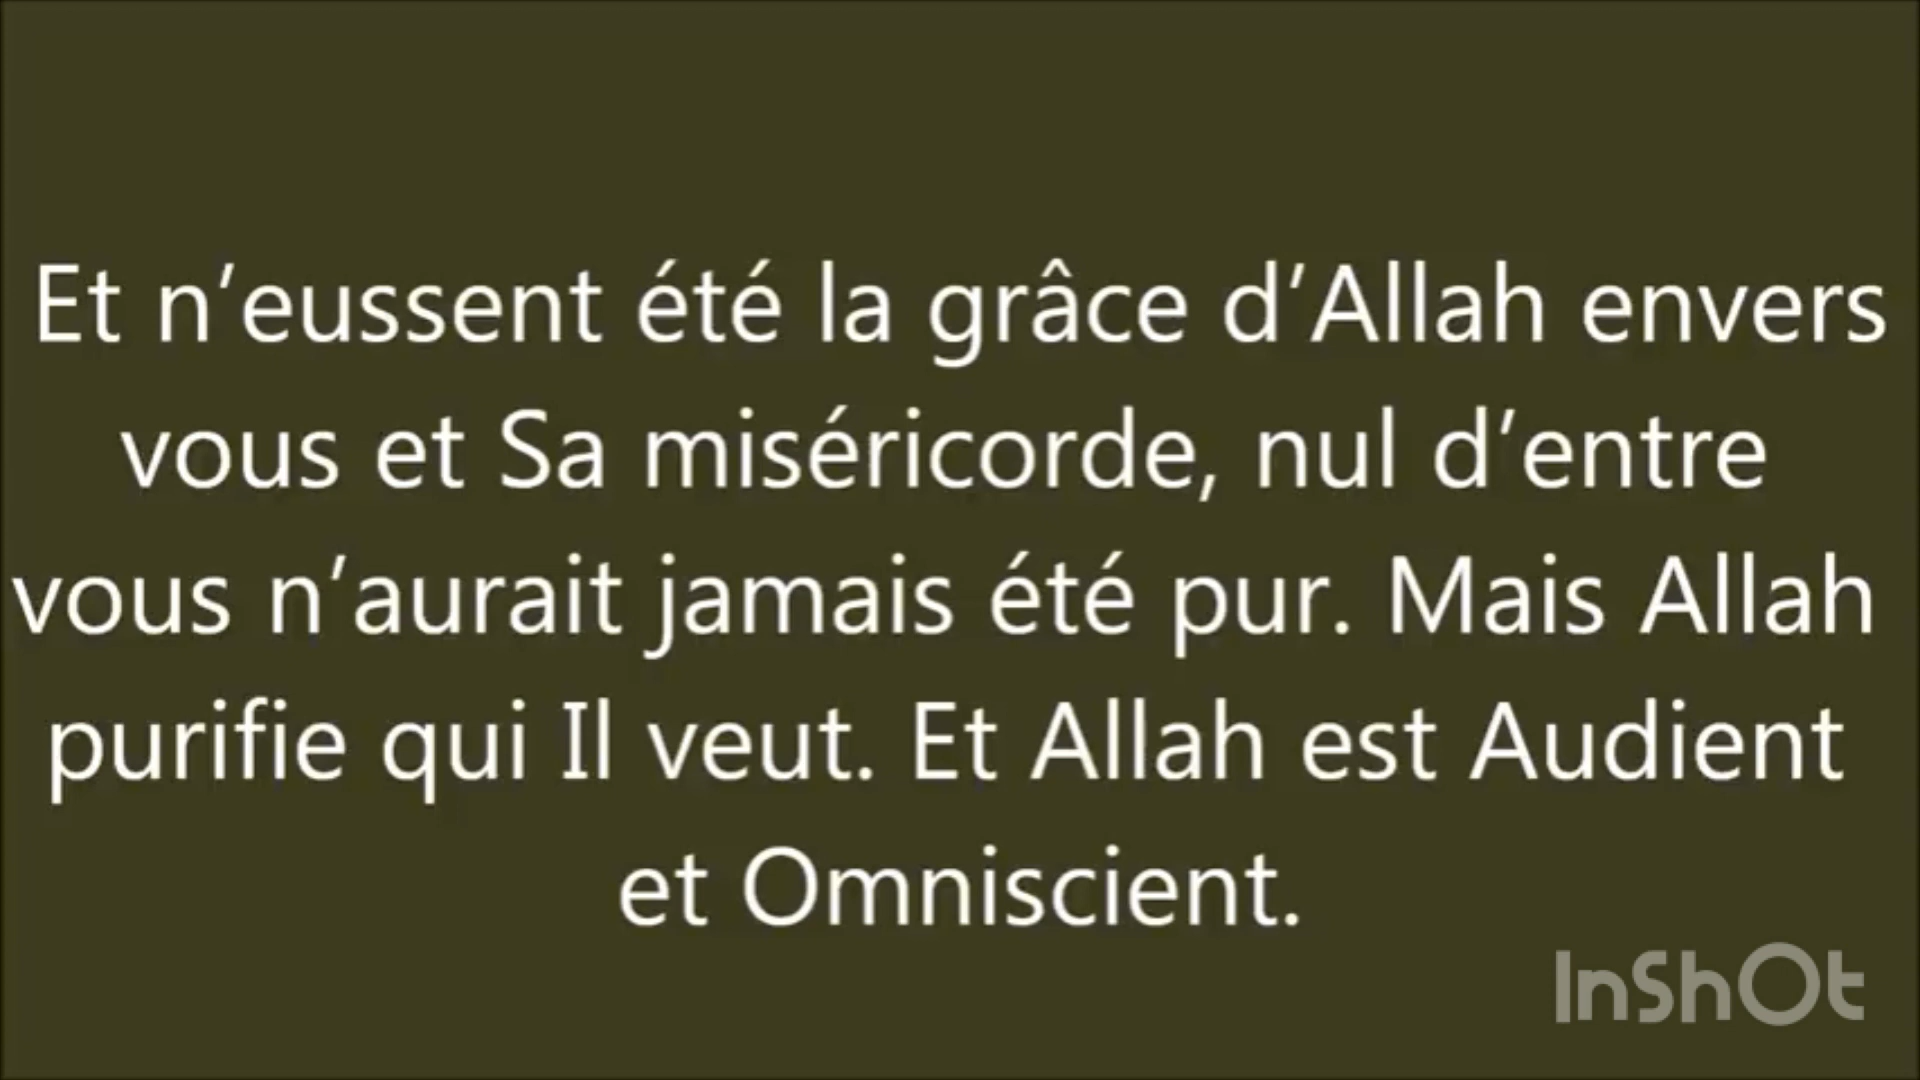 Et n’eussent été la grâce d’Allah envers
vous et Sa miséricorde, nul d’entre
vous n’aurait jamais été pur. Mais Allah
purifie qui Il veut. Et Allah est Audient
et Omniscient.
InShOt